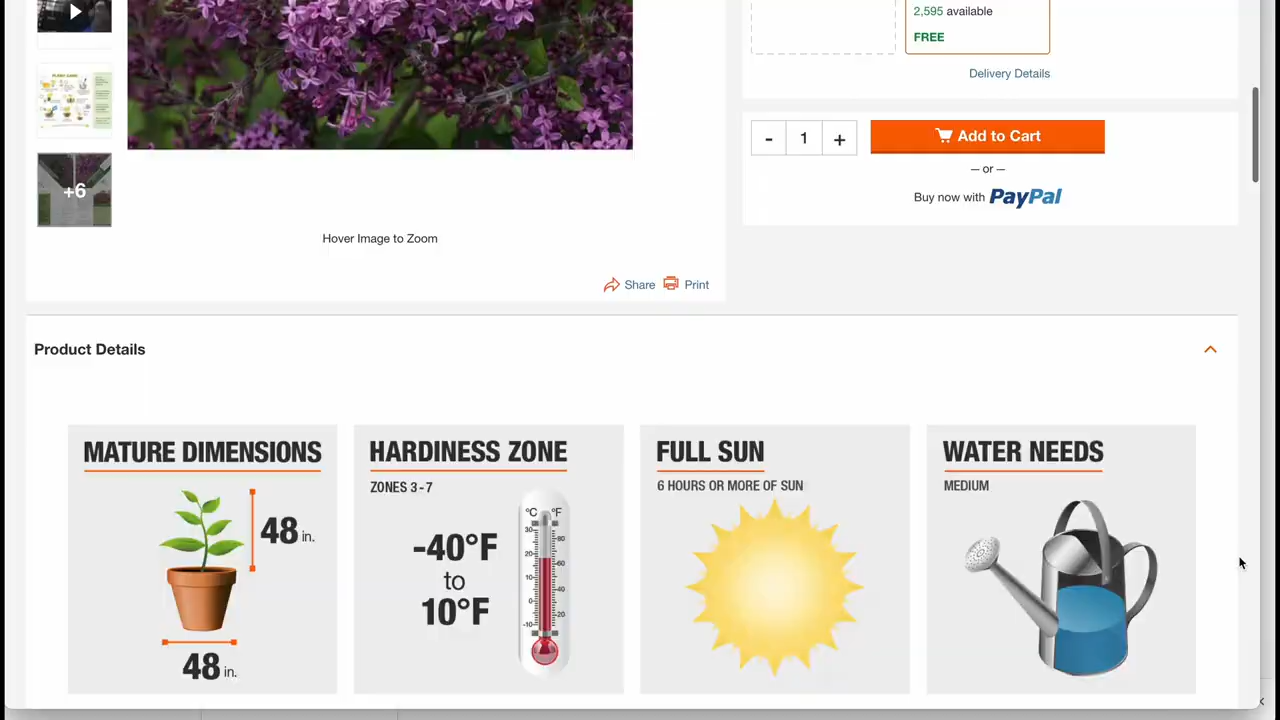 2,595 available
FREE
Delivery Details
- 1 +
Add to Cart
— or —
Buy now with PayPal
+6
Hover Image to Zoom
Share Print
Product Details
MATURE DIMENSIONS
48 in.
48 in.
HARDINESS ZONE
ZONES 3-7
-40°F
to
10°F
°C °F
FULL SUN
6 HOURS OR MORE OF SUN
WATER NEEDS
MEDIUM